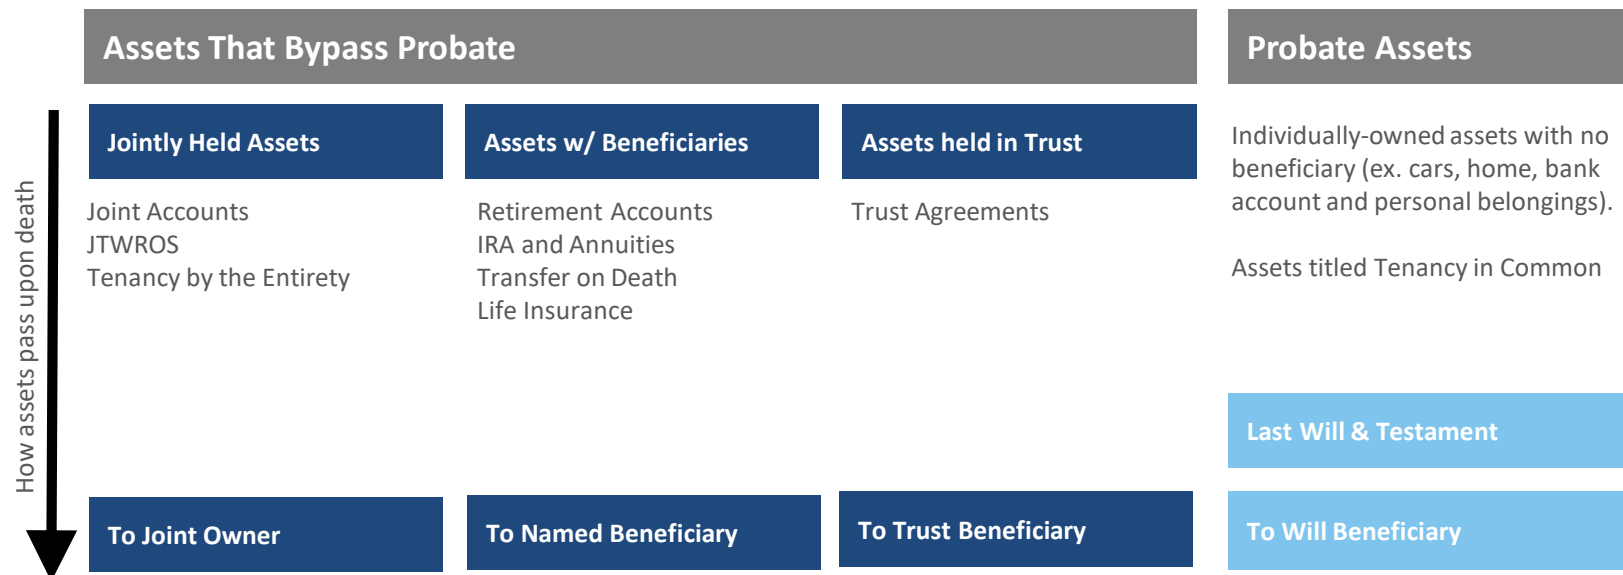 Assets That Bypass Probate
Probate Assets
How assets pass upon death
Jointly Held Assets
Joint Accounts
JTWROS
Tenancy by the Entirety
To Joint Owner
Assets w/ Beneficiaries
Retirement Accounts
IRA and Annuities
Transfer on Death
Life Insurance
To Named Beneficiary
Assets held in Trust
Trust Agreements
To Trust Beneficiary
Individually-owned assets with no
beneficiary (ex. cars, home, bank
account and personal belongings).
Assets titled Tenancy in Common
Last Will & Testament
To Will Beneficiary